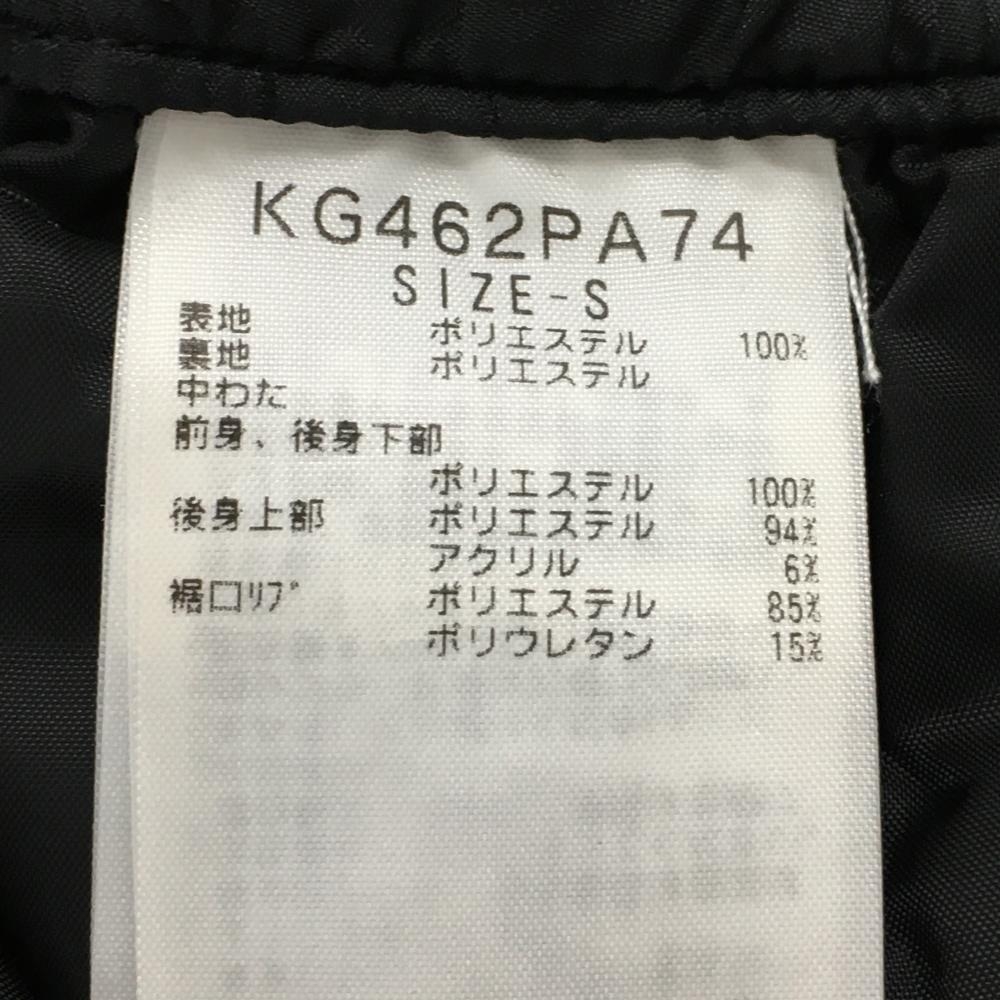 KG462PA74
SIZE-S
表地 ポリエステル 100%
裏地 ポリエステル
中わた
前身、後身下部
ポリエステル 100%
後身上部 ポリエステル 94%
アクリル 6%
裾口リブ ポリエステル 85%
ポリウレタン 15%